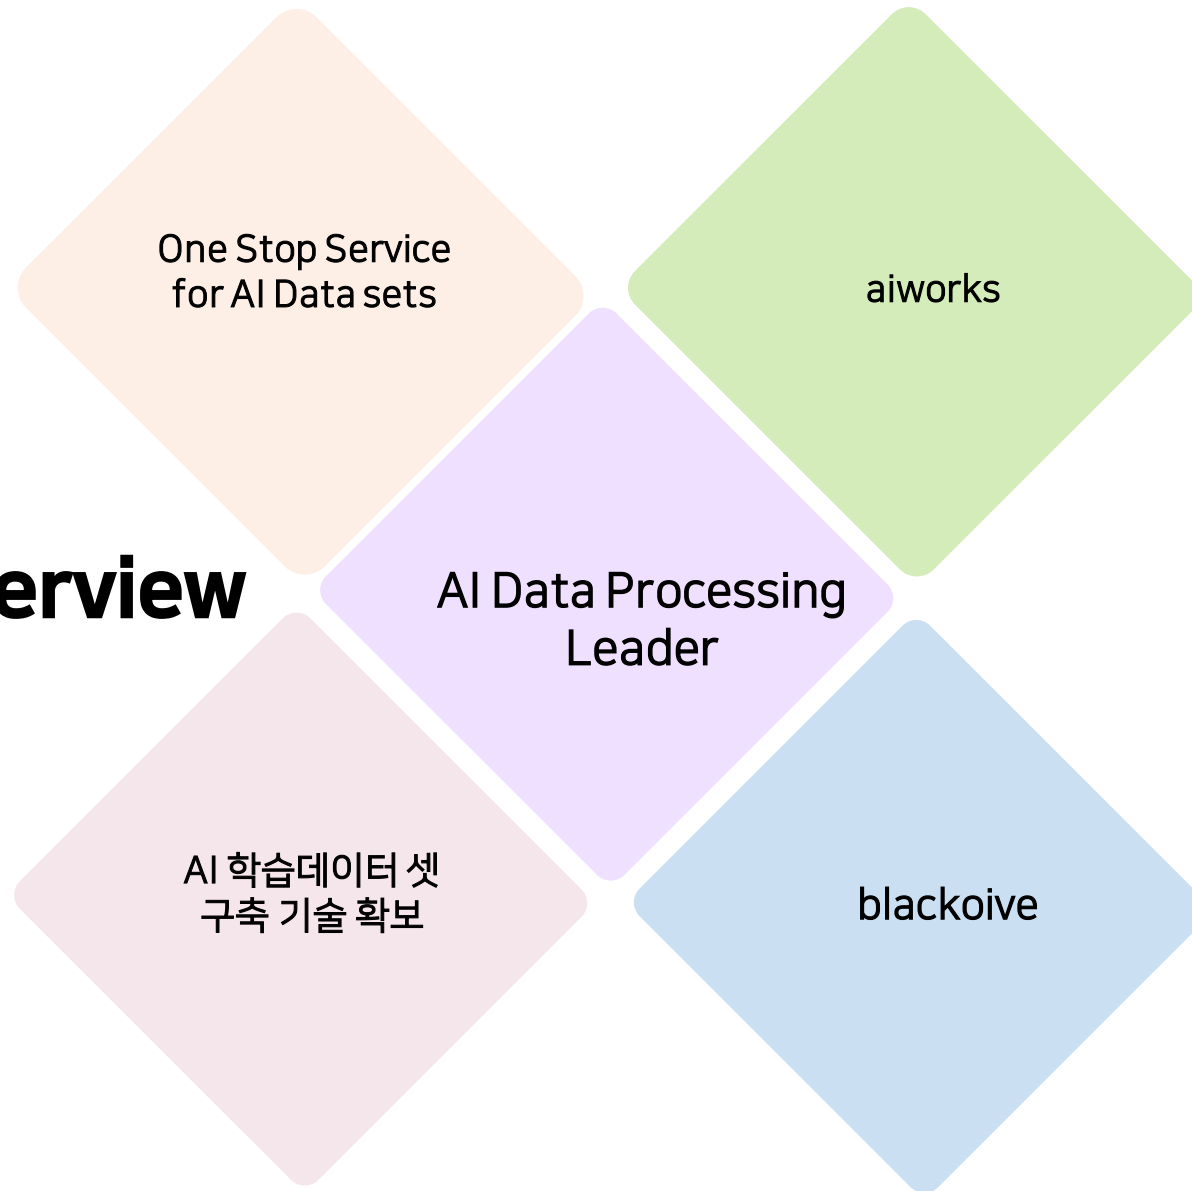 One Stop Service
for AI Data sets
aiworks
erview
AI Data Processing
Leader
AI 학습데이터 셋
구축 기술 확보
blackoive